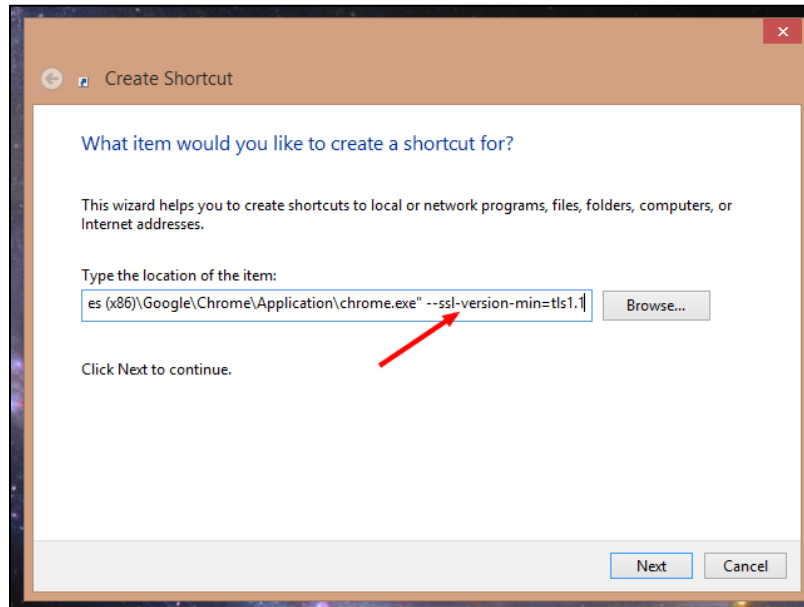 Create Shortcut
What item would you like to create a shortcut for?
This wizard helps you to create shortcuts to local or network programs, files, folders, computers, or
Internet addresses.
Type the location of the item:
es (x86)\Google\Chrome\Application\chrome.exe" --ssl-version-min=tls1.1
Browse...
Click Next to continue.
Next
Cancel